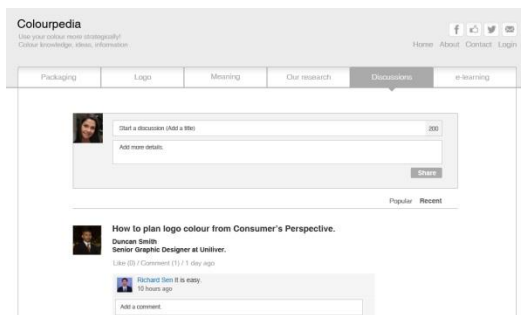 Colourpedia
Use your colour more strategically!
Colour knowledge, ideas, information.
Home About Contact Login
Packaging Logo Meaning Our research Discussions e-learning
Start a discussion (Add a title) 200
Add more details.
Share
Popular Recent
How to plan logo colour from Consumer's Perspective.
Duncan Smith
Senior Graphic Designer at Uniliver.
Like (0) / Comment (1) / 1 day ago
Richard Sen It is easy.
10 hours ago
Add a comment